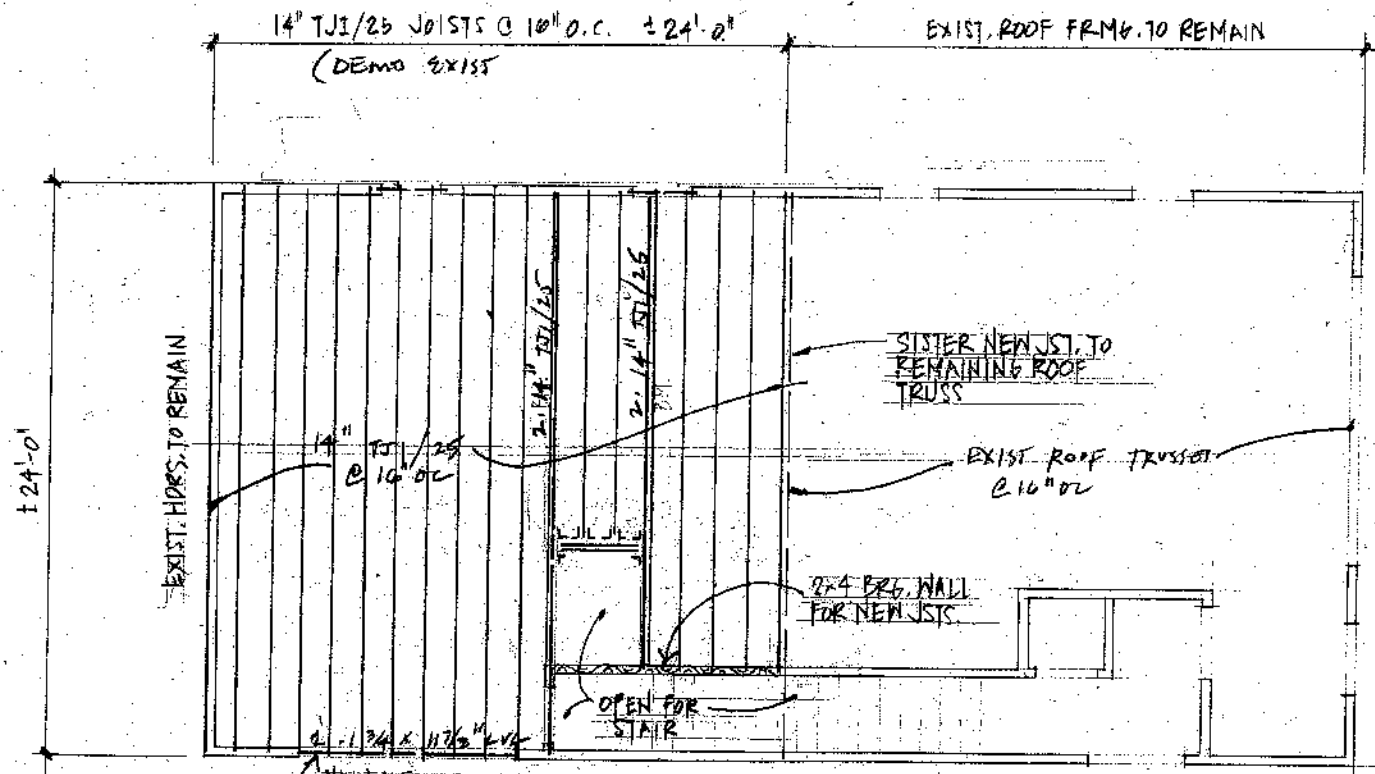 14" TJI/25 JOISTS @ 16" O.C. ±24'-0"
(DEMO EXIST
EXIST. ROOF FRMG. TO REMAIN
±24'-0"
EXIST. HDRS. TO REMAIN
14" TJI/25
@ 16" OC
2-14" TJI/25
2-14" TJI/25
SISTER NEW JST. TO
REMAINING ROOF
TRUSS
EXIST ROOF TRUSSES
@ 16" OC
2x4 BRG. WALL
FOR NEW JSTS.
OPEN FOR
STAIR
1 3/4 x 11 7/8" LVL